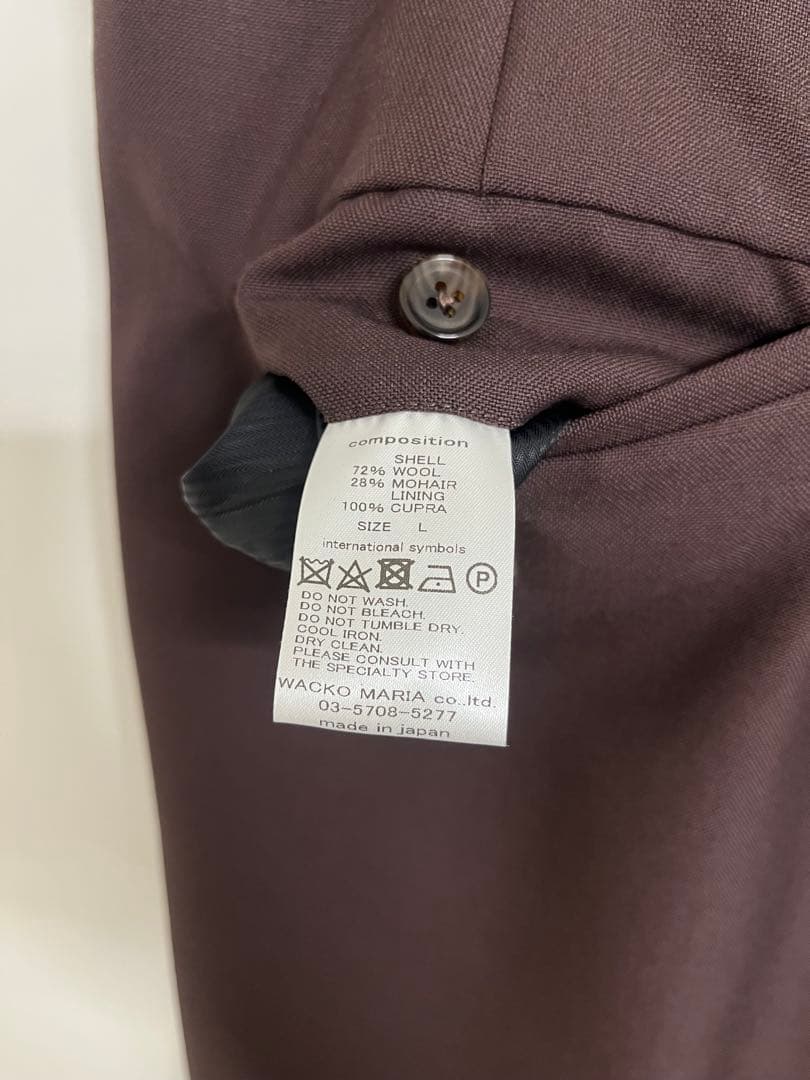 composition
SHELL
72% WOOL
28% MOHAIR
LINING
100% CUPRA
SIZE L
international symbols
P
DO NOT WASH.
DO NOT BLEACH.
DO NOT TUMBLE DRY.
COOL IRON.
DRY CLEAN.
PLEASE CONSULT WITH
THE SPECIALTY STORE.
WACKO MARIA co.,ltd.
03-5708-5277
made in japan